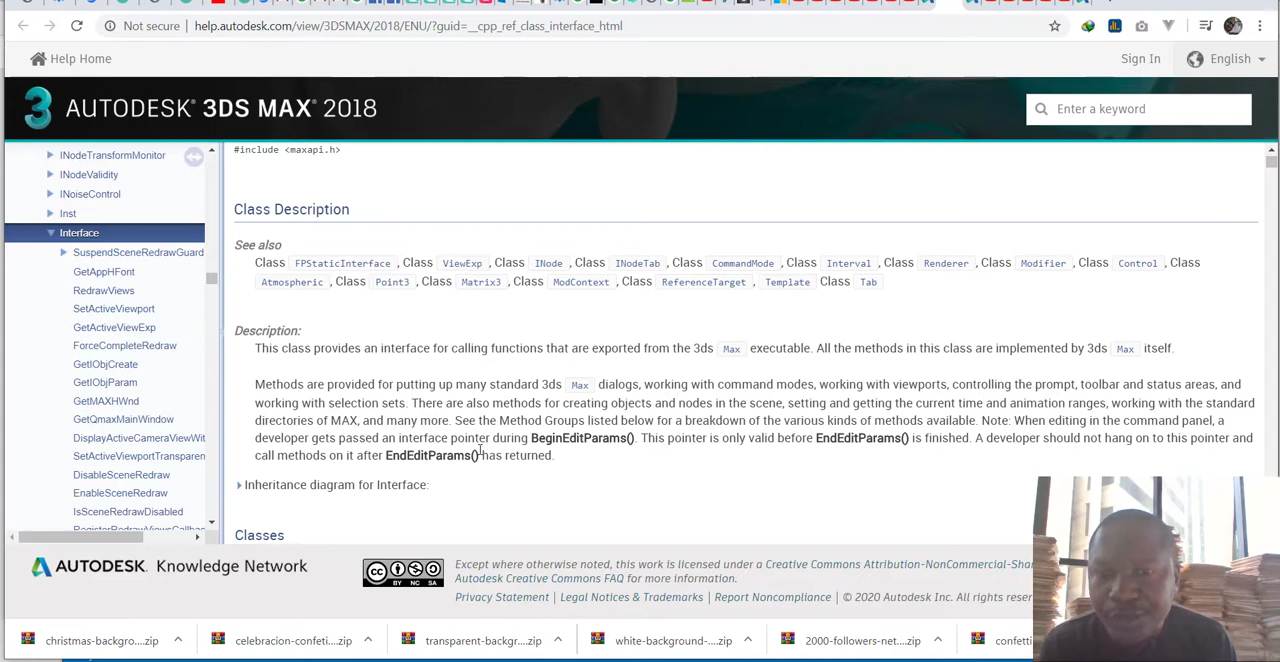 Not secure | help.autodesk.com/view/3DSMAX/2018/ENU/?guid=__cpp_ref_class_interface_html
Help Home
Sign In
English
3 AUTODESK® 3DS MAX® 2018
Enter a keyword
INodeTransformMonitor
INodeValidity
INoiseControl
Inst
Interface
SuspendSceneRedrawGuard
GetAppHFont
RedrawViews
SetActiveViewport
GetActiveViewExp
ForceCompleteRedraw
GetIObjCreate
GetIObjParam
GetMAXHWnd
GetQmaxMainWindow
DisplayActiveCameraViewWit
SetActiveViewportTransparen
DisableSceneRedraw
EnableSceneRedraw
IsSceneRedrawDisabled
RegisterRedrawViewsCallbac
#include <maxapi.h>
Class Description
See also
Class FPStaticInterface , Class ViewExp , Class INode , Class INodeTab , Class CommandMode , Class Interval , Class Renderer , Class Modifier , Class Control , Class
Atmospheric , Class Point3 , Class Matrix3 , Class ModContext , Class ReferenceTarget , Template Class Tab
Description:
This class provides an interface for calling functions that are exported from the 3ds Max executable. All the methods in this class are implemented by 3ds Max itself.
Methods are provided for putting up many standard 3ds Max dialogs, working with command modes, working with viewports, controlling the prompt, toolbar and status areas, and
working with selection sets. There are also methods for creating objects and nodes in the scene, setting and getting the current time and animation ranges, working with the standard
directories of MAX, and many more. See the Method Groups listed below for a breakdown of the various kinds of methods available. Note: When editing in the command panel, a
developer gets passed an interface pointer during BeginEditParams(). This pointer is only valid before EndEditParams() is finished. A developer should not hang on to this pointer and
call methods on it after EndEditParams() has returned.
Inheritance diagram for Interface:
Classes
AUTODESK. Knowledge Network
CC BY NC SA
Except where otherwise noted, this work is licensed under a Creative Commons Attribution-NonCommercial-Shar
Autodesk Creative Commons FAQ for more information.
Privacy Statement | Legal Notices & Trademarks | Report Noncompliance | © 2020 Autodesk Inc. All rights rese
christmas-backgro....zip
celebracion-confeti....zip
transparent-backgr....zip
white-background-....zip
2000-followers-net....zip
confetti